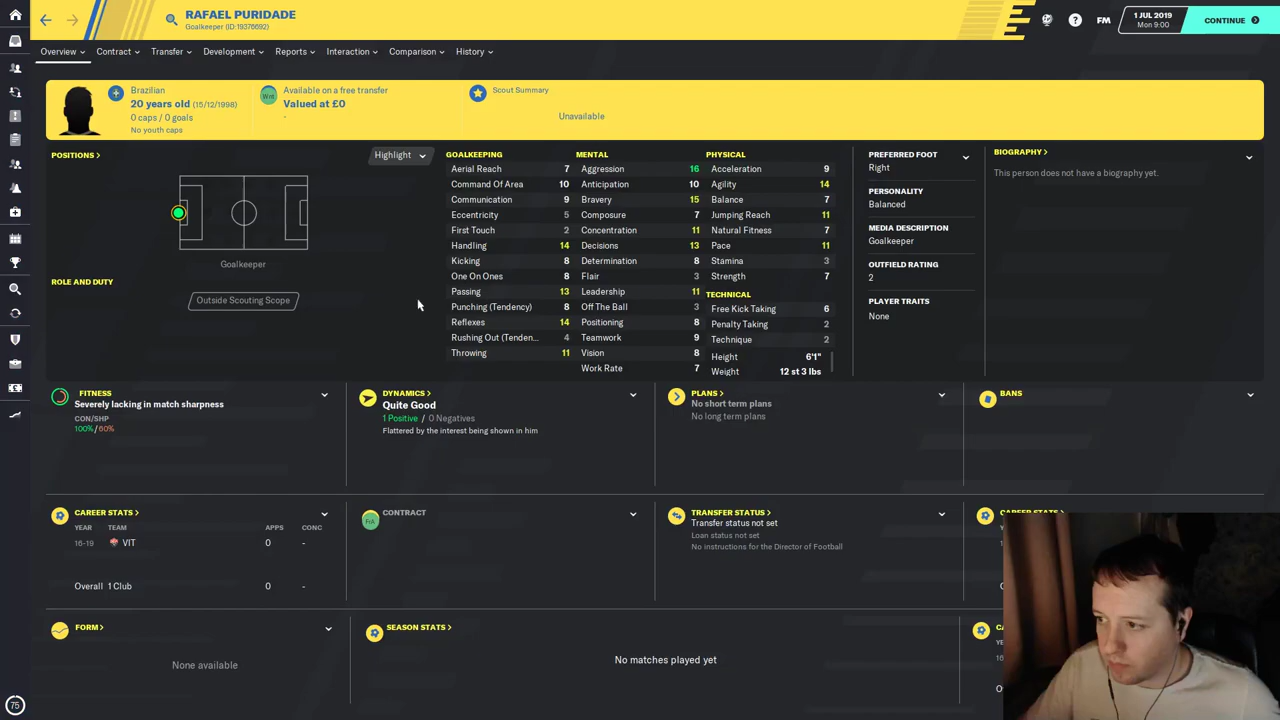 RAFAEL PURIDADE
Goalkeeper (ID:19376692)
FM
1 JUL 2019
Mon 9:00
CONTINUE
Overview Contract Transfer Development Reports Interaction Comparison History
Brazilian
20 years old (15/12/1998)
0 caps / 0 goals
No youth caps
Wnt
Available on a free transfer
Valued at £0
-
Scout Summary
Unavailable
POSITIONS >
Highlight
Goalkeeper
ROLE AND DUTY
Outside Scouting Scope
GOALKEEPING
Aerial Reach 7
Command Of Area 10
Communication 9
Eccentricity 5
First Touch 2
Handling 14
Kicking 8
One On Ones 8
Passing 13
Punching (Tendency) 8
Reflexes 14
Rushing Out (Tenden... 4
Throwing 11
MENTAL
Aggression 16
Anticipation 10
Bravery 15
Composure 7
Concentration 11
Decisions 13
Determination 8
Flair 3
Leadership 11
Off The Ball 3
Positioning 8
Teamwork 9
Vision 8
Work Rate 7
PHYSICAL
Acceleration 9
Agility 14
Balance 7
Jumping Reach 11
Natural Fitness 7
Pace 11
Stamina 3
Strength 7
TECHNICAL
Free Kick Taking 6
Penalty Taking 2
Technique 2
Height 6'1"
Weight 12 st 3 lbs
PREFERRED FOOT
Right
PERSONALITY
Balanced
MEDIA DESCRIPTION
Goalkeeper
OUTFIELD RATING
2
PLAYER TRAITS
None
BIOGRAPHY >
This person does not have a biography yet.
FITNESS
Severely lacking in match sharpness
CON/SHP
100%/60%
DYNAMICS >
Quite Good
1 Positive / 0 Negatives
Flattered by the interest being shown in him
PLANS >
No short term plans
No long term plans
BANS
CAREER STATS >
YEAR TEAM APPS CONC
16-19 VIT 0 -
Overall 1 Club 0 -
CONTRACT
FrA
TRANSFER STATUS >
Transfer status not set
Loan status not set
No instructions for the Director of Football
CAREER STATS >
FORM >
None available
SEASON STATS >
No matches played yet
75